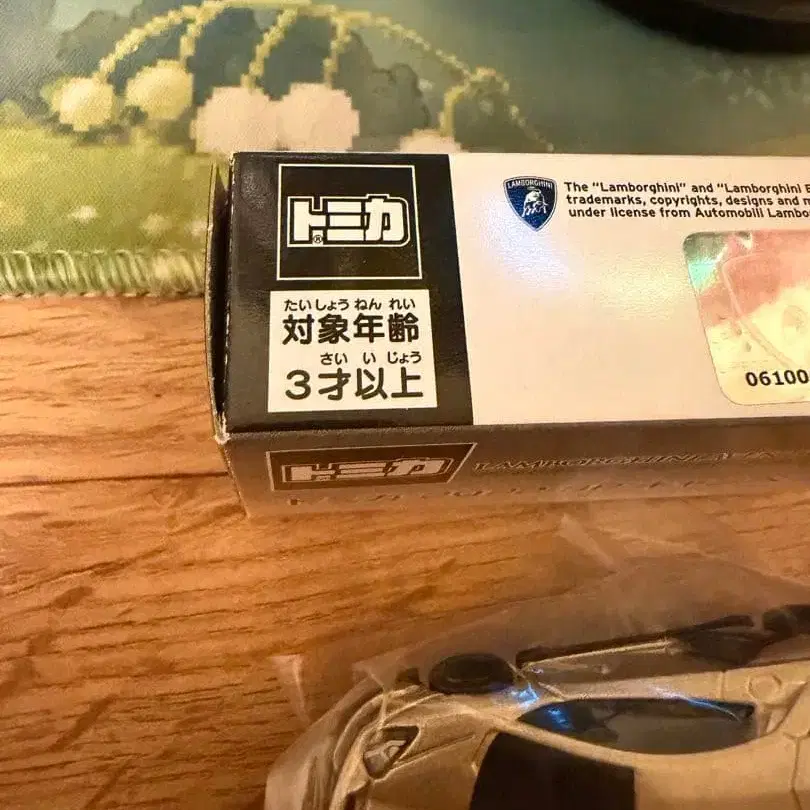 トミカ
®
たいしょう ねん れい
対象年齢
さい い じょう
3才以上
LAMBORGHINI
The "Lamborghini" and "Lamborghini
trademarks, copyrights, designs and
under license from Automobili
06100
トミカ
LAMBORGHINI